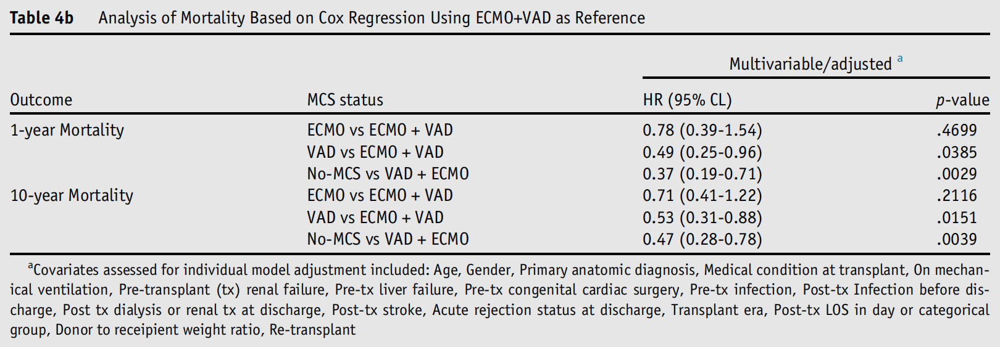 Table 4b Analysis of Mortality Based on Cox Regression Using ECMO+VAD as Reference
Multivariable/adjusted a
Outcome MCS status HR (95% CL) p-value
1-year Mortality ECMO vs ECMO + VAD 0.78 (0.39-1.54) .4699
VAD vs ECMO + VAD 0.49 (0.25-0.96) .0385
No-MCS vs VAD + ECMO 0.37 (0.19-0.71) .0029
10-year Mortality ECMO vs ECMO + VAD 0.71 (0.41-1.22) .2116
VAD vs ECMO + VAD 0.53 (0.31-0.88) .0151
No-MCS vs VAD + ECMO 0.47 (0.28-0.78) .0039
aCovariates assessed for individual model adjustment included: Age, Gender, Primary anatomic diagnosis, Medical condition at transplant, On mechan-
ical ventilation, Pre-transplant (tx) renal failure, Pre-tx liver failure, Pre-tx congenital cardiac surgery, Pre-tx infection, Post-tx Infection before dis-
charge, Post tx dialysis or renal tx at discharge, Post-tx stroke, Acute rejection status at discharge, Transplant era, Post-tx LOS in day or categorical
group, Donor to receipient weight ratio, Re-transplant